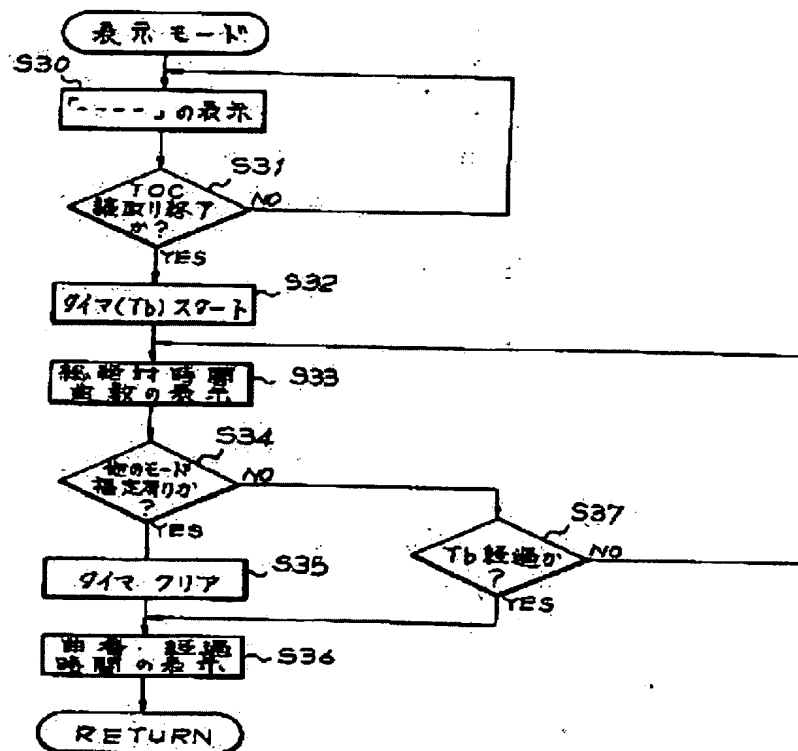 表示モード
S30
「----」の表示
S31
TOC
読取り終了
か?
NO
YES
S32
タイマ(Tb)スタート
総絶対時間
曲数の表示
S33
S34
他のモード
指定有りか
?
NO
YES
S37
Tb経過か
?
NO
YES
タイマ クリア
S35
曲番・経過
時間の表示
S36
RETURN